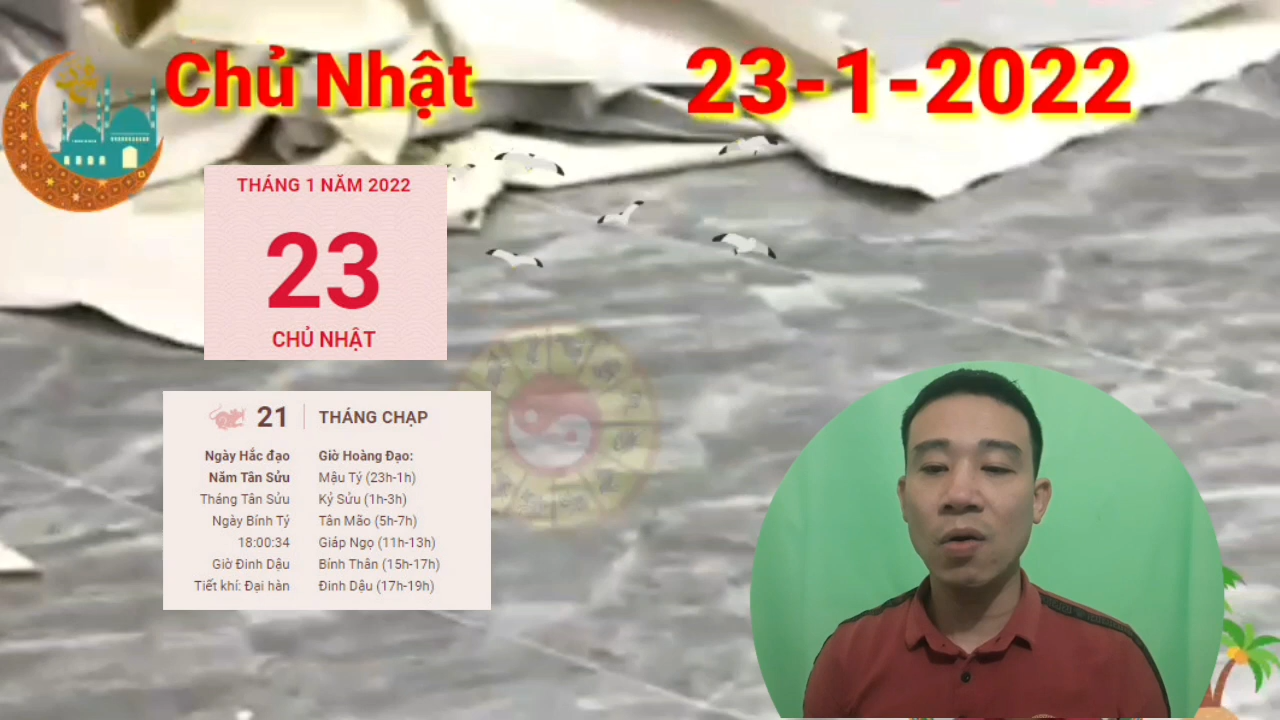 Chủ Nhật 23-1-2022
THÁNG 1 NĂM 2022
23
CHỦ NHẬT
21 THÁNG CHẠP
Ngày Hắc đạo Giờ Hoàng Đạo:
Năm Tân Sửu Mậu Tý (23h-1h)
Tháng Tân Sửu Kỷ Sửu (1h-3h)
Ngày Bính Tý Tân Mão (5h-7h)
18:00:34 Giáp Ngọ (11h-13h)
Giờ Đinh Dậu Bính Thân (15h-17h)
Tiết khí: Đại hàn Đinh Dậu (17h-19h)